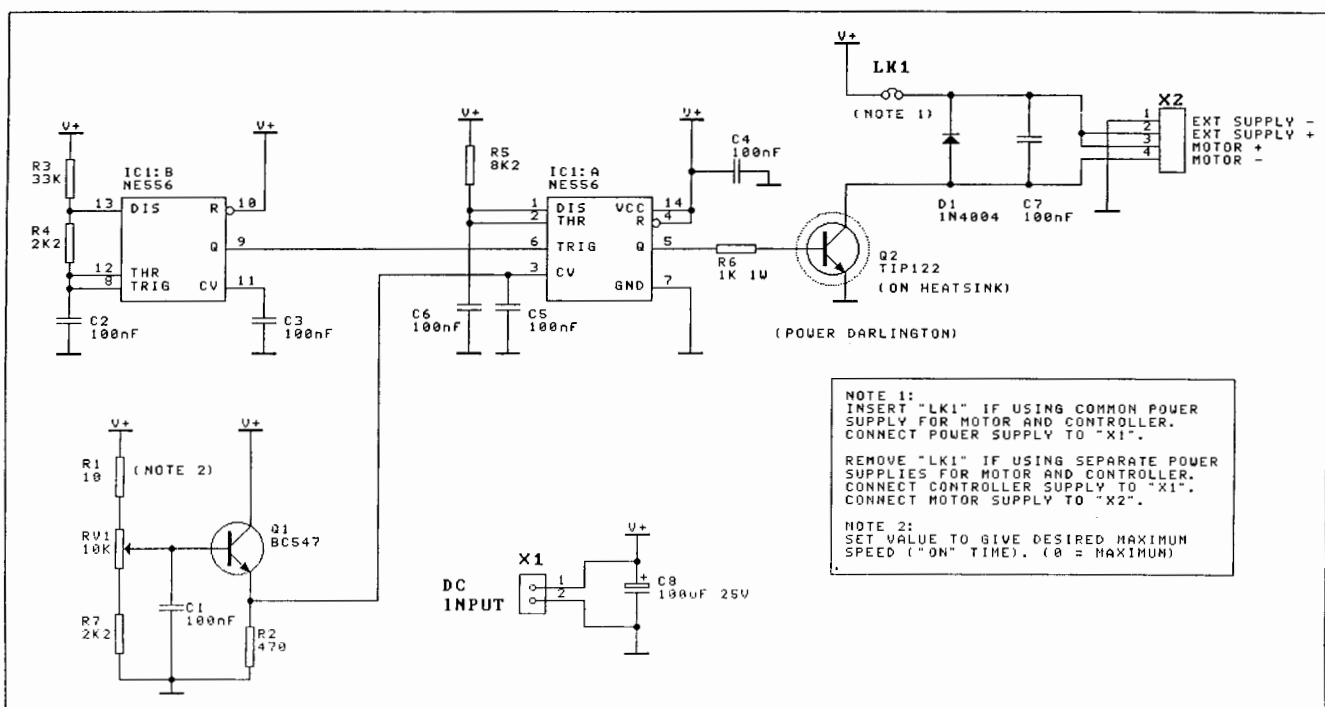 V+
LK1
(NOTE 1)
X2
1 EXT SUPPLY -
2 EXT SUPPLY +
3 MOTOR +
4 MOTOR -
D1
1N4004
C7
100nF
V+
R3
33K
R4
2K2
C2
100nF
IC1:B
NE556
13 DIS
12 THR
8 TRIG
R 10
Q 9
CV 11
V+
C3
100nF
V+
R5
8K2
C6
100nF
C5
100nF
IC1:A
NE556
1 DIS
2 THR
6 TRIG
3 CV
VCC 14
R 4
Q 5
GND 7
V+
C4
100nF
R6
1K 1W
Q2
TIP122
(ON HEATSINK)
(POWER DARLINGTON)
V+
R1
10
(NOTE 2)
RV1
10K
R7
2K2
C1
100nF
V+
Q1
BC547
R2
470
X1
DC
INPUT
1
2
V+
+
C8
100uF 25V
NOTE 1:
INSERT "LK1" IF USING COMMON POWER
SUPPLY FOR MOTOR AND CONTROLLER.
CONNECT POWER SUPPLY TO "X1".
REMOVE "LK1" IF USING SEPARATE POWER
SUPPLIES FOR MOTOR AND CONTROLLER.
CONNECT CONTROLLER SUPPLY TO "X1".
CONNECT MOTOR SUPPLY TO "X2".
NOTE 2:
SET VALUE TO GIVE DESIRED MAXIMUM
SPEED ("ON" TIME). (0 = MAXIMUN)